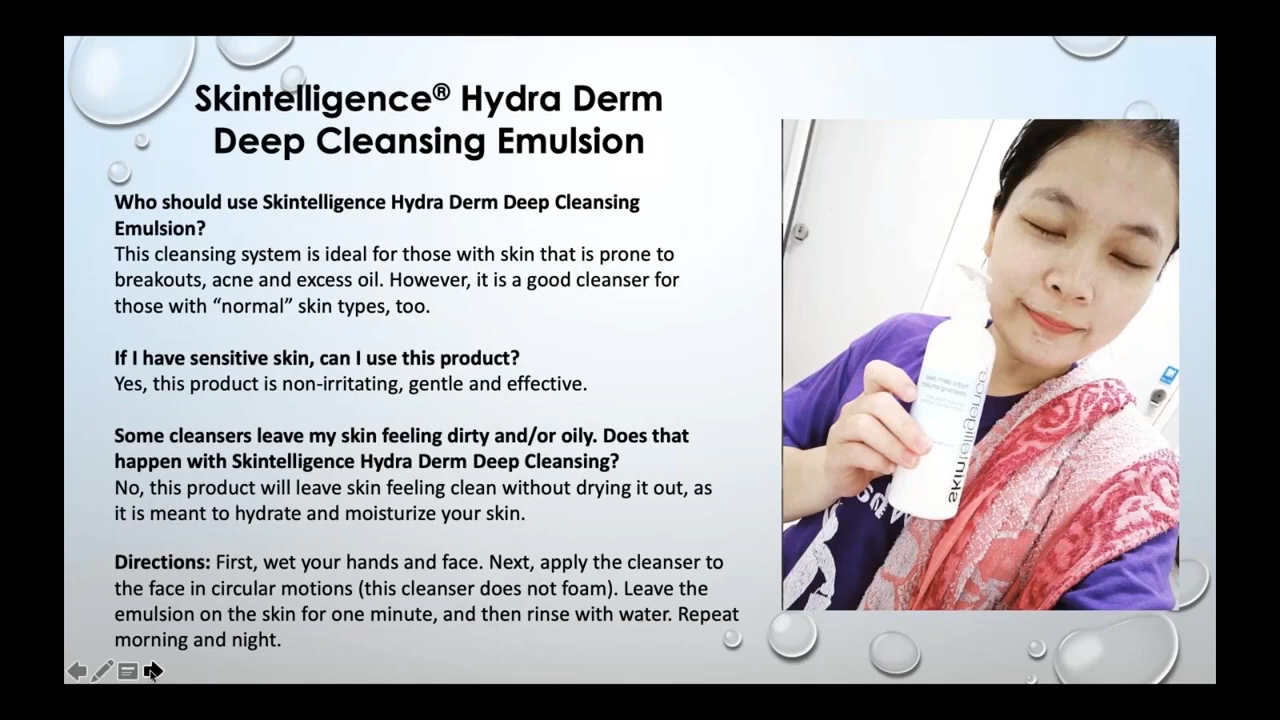 Skintelligence® Hydra Derm
Deep Cleansing Emulsion
Who should use Skintelligence Hydra Derm Deep Cleansing
Emulsion?
This cleansing system is ideal for those with skin that is prone to
breakouts, acne and excess oil. However, it is a good cleanser for
those with “normal” skin types, too.
If I have sensitive skin, can I use this product?
Yes, this product is non-irritating, gentle and effective.
Some cleansers leave my skin feeling dirty and/or oily. Does that
happen with Skintelligence Hydra Derm Deep Cleansing?
No, this product will leave skin feeling clean without drying it out, as
it is meant to hydrate and moisturize your skin.
Directions: First, wet your hands and face. Next, apply the cleanser to
the face in circular motions (this cleanser does not foam). Leave the
emulsion on the skin for one minute, and then rinse with water. Repeat
morning and night.
skintelligence